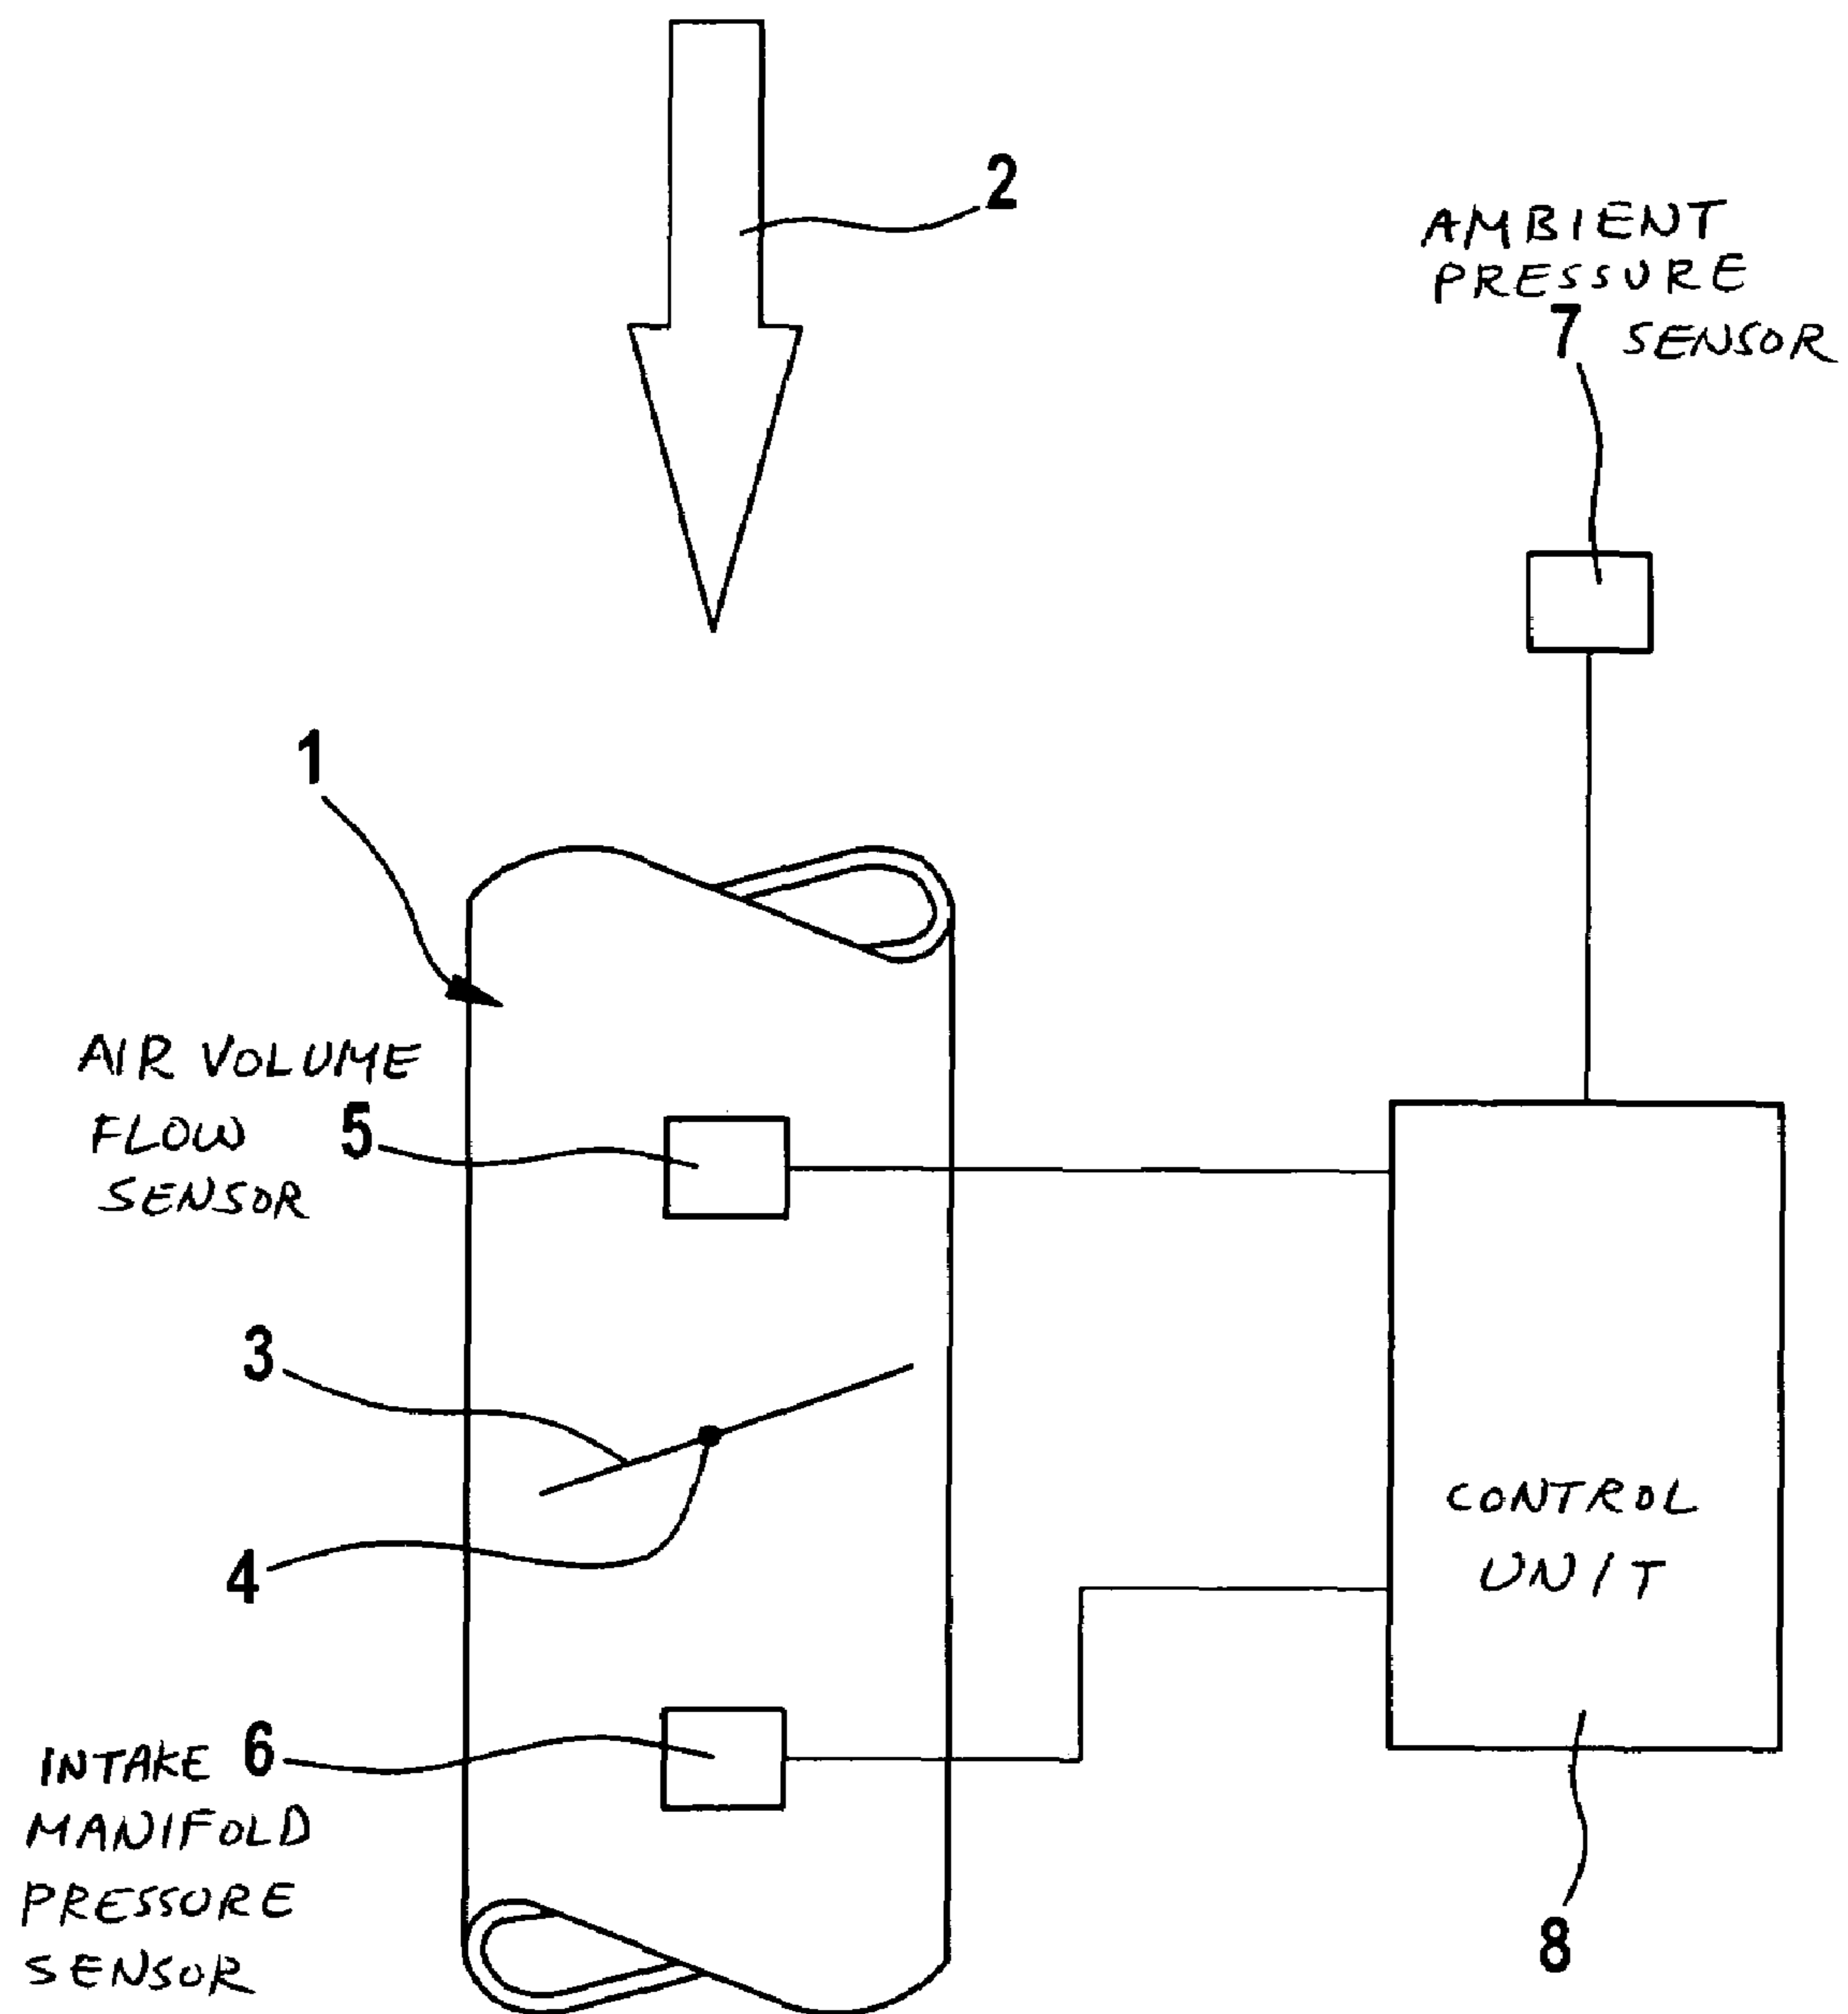 2
AMBIENT
PRESSURE
7 SENSOR
1
AIR VOLUME
FLOW 5
SENSOR
3
4
CONTROL
UNIT
INTAKE 6
MANIFOLD
PRESSURE
SENSOR
8